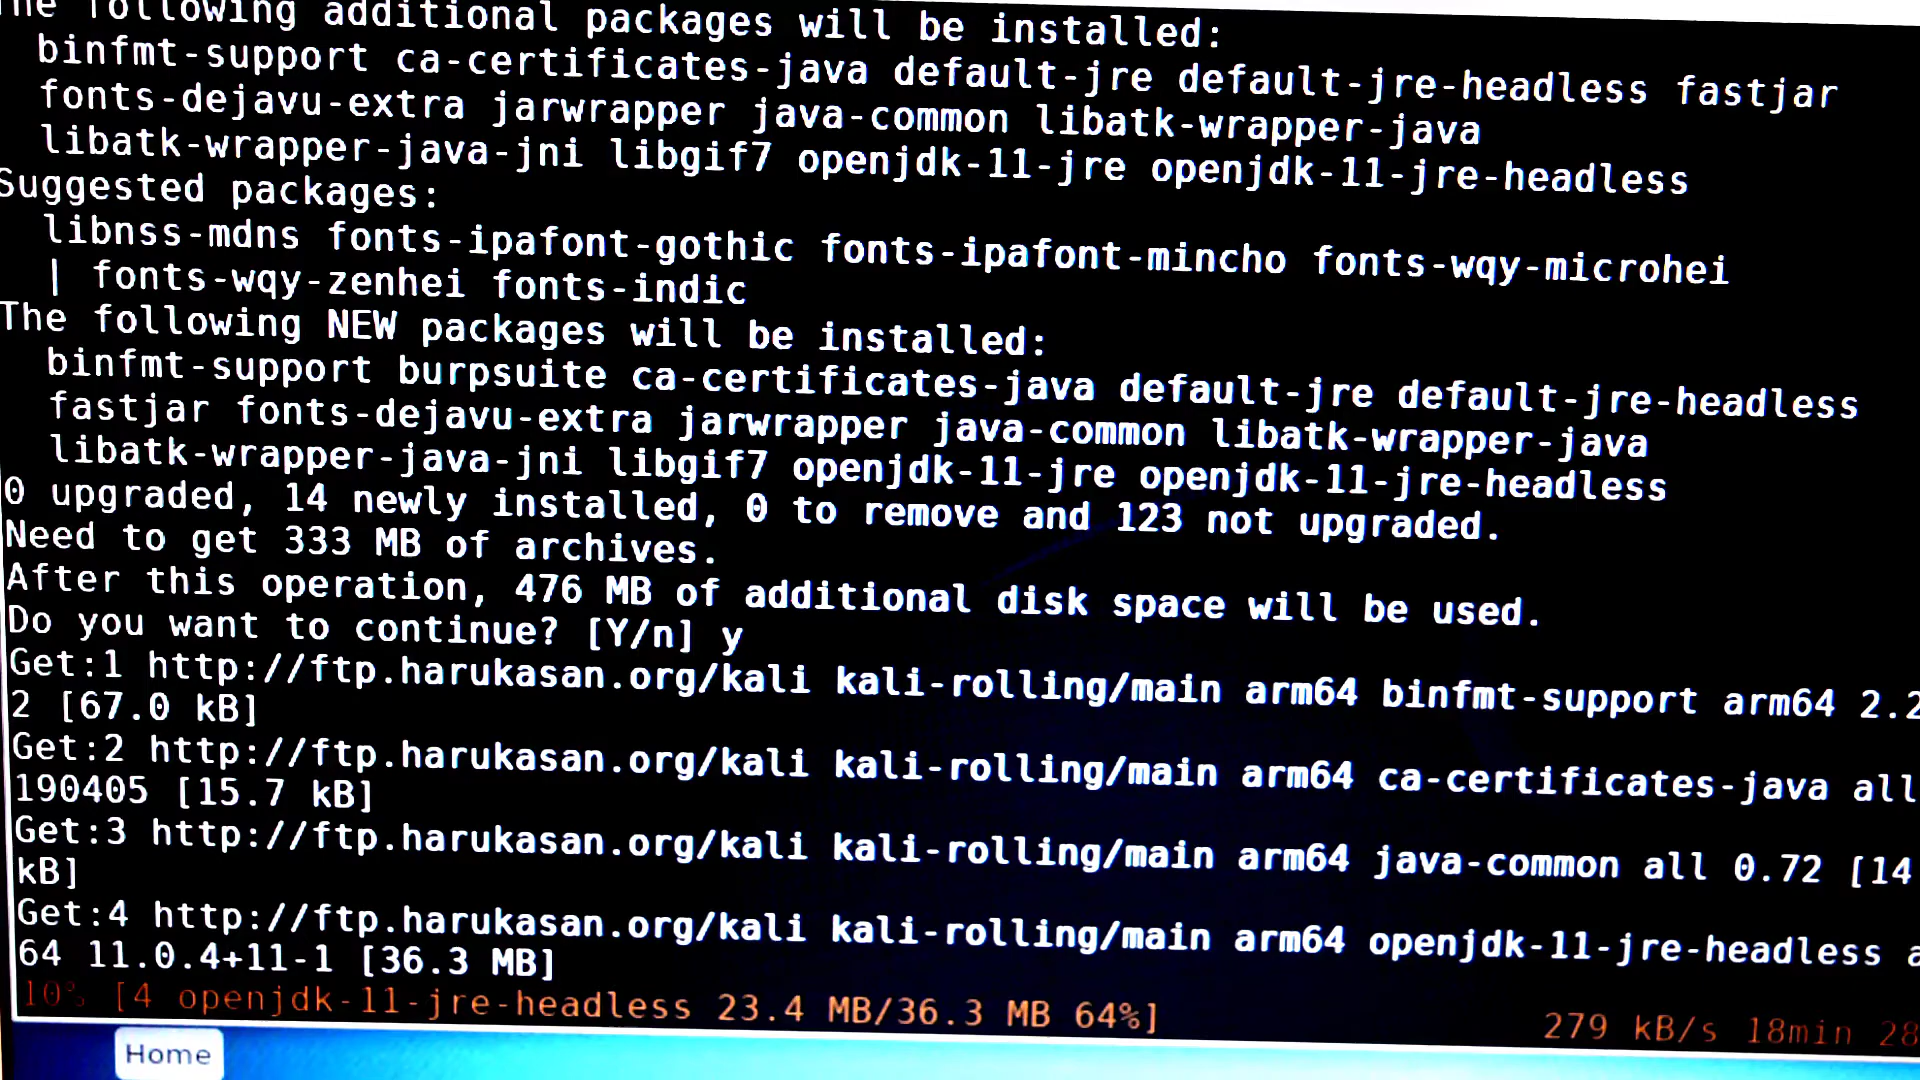 The following additional packages will be installed:
binfmt-support ca-certificates-java default-jre default-jre-headless fastjar
fonts-dejavu-extra jarwrapper java-common libatk-wrapper-java
libatk-wrapper-java-jni libgif7 openjdk-11-jre openjdk-11-jre-headless
Suggested packages:
libnss-mdns fonts-ipafont-gothic fonts-ipafont-mincho fonts-wqy-microhei
| fonts-wqy-zenhei fonts-indic
The following NEW packages will be installed:
binfmt-support burpsuite ca-certificates-java default-jre default-jre-headless
fastjar fonts-dejavu-extra jarwrapper java-common libatk-wrapper-java
libatk-wrapper-java-jni libgif7 openjdk-11-jre openjdk-11-jre-headless
0 upgraded, 14 newly installed, 0 to remove and 123 not upgraded.
Need to get 333 MB of archives.
After this operation, 476 MB of additional disk space will be used.
Do you want to continue? [Y/n] y
Get:1 http://ftp.harukasan.org/kali kali-rolling/main arm64 binfmt-support arm64 2.2
2 [67.0 kB]
Get:2 http://ftp.harukasan.org/kali kali-rolling/main arm64 ca-certificates-java all
190405 [15.7 kB]
Get:3 http://ftp.harukasan.org/kali kali-rolling/main arm64 java-common all 0.72 [14
kB]
Get:4 http://ftp.harukasan.org/kali kali-rolling/main arm64 openjdk-11-jre-headless a
64 11.0.4+11-1 [36.3 MB]
10% [4 openjdk-11-jre-headless 23.4 MB/36.3 MB 64%] 279 kB/s 18min 28
Home